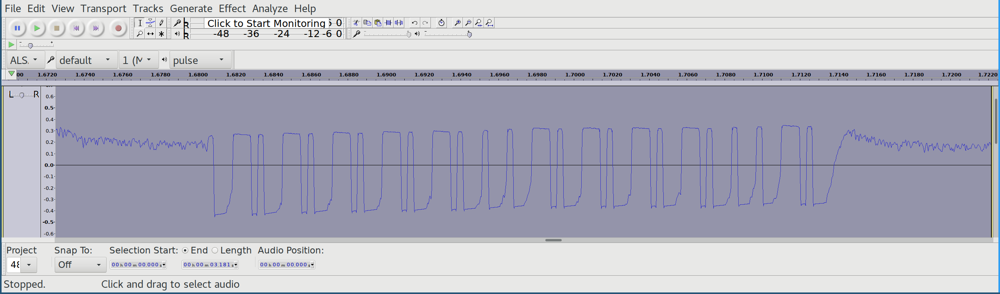 File Edit View Transport Tracks Generate Effect Analyze Help
R Click to Start Monitoring 0
R -48 -36 -24 -12 -6 0
- +
ALS default 1 (M pulse
00 1.6720 1.6740 1.6760 1.6780 1.6800 1.6820 1.6840 1.6860 1.6880 1.6900 1.6920 1.6940 1.6960 1.6980 1.7000 1.7020 1.7040 1.7060 1.7080 1.7100 1.7120 1.7140 1.7160 1.7180 1.7200 1.7220
L R
0.6
0.5
0.4
0.3
0.2
0.1
0.0
-0.1
-0.2
-0.3
-0.4
-0.5
-0.6
Project Snap To: Selection Start: End Length Audio Position:
48 Off 00 h 00 m 00.000 s 00 h 00 m 03.181 s 00 h 00 m 00.000 s
Stopped. Click and drag to select audio